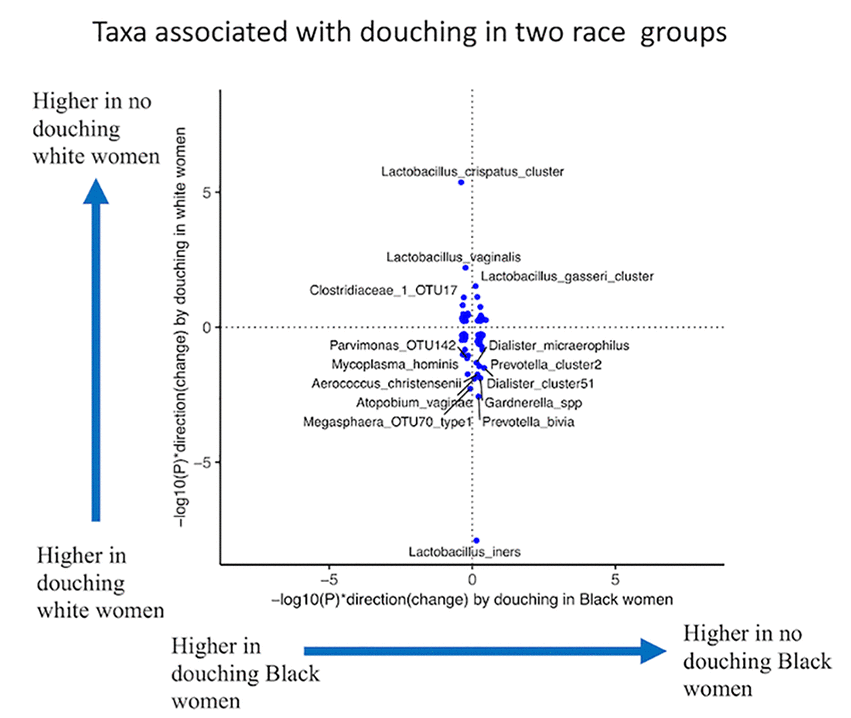 Taxa associated with douching in two race groups
Higher in no
douching
white women
Higher in
douching
white women
−log10(P)*direction(change) by douching in white women
5
0
−5
Lactobacillus_crispatus_cluster
Lactobacillus_vaginalis
Lactobacillus_gasseri_cluster
Clostridiaceae_1_OTU17
Parvimonas_OTU142
Dialister_micraerophilus
Mycoplasma_hominis
Prevotella_cluster2
Aerococcus_christensenii
Dialister_cluster51
Atopobium_vaginae
Gardnerella_spp
Megasphaera_OTU70_type1
Prevotella_bivia
Lactobacillus_iners
−5
0
5
−log10(P)*direction(change) by douching in Black women
Higher in
douching Black
women
Higher in no
douching Black
women